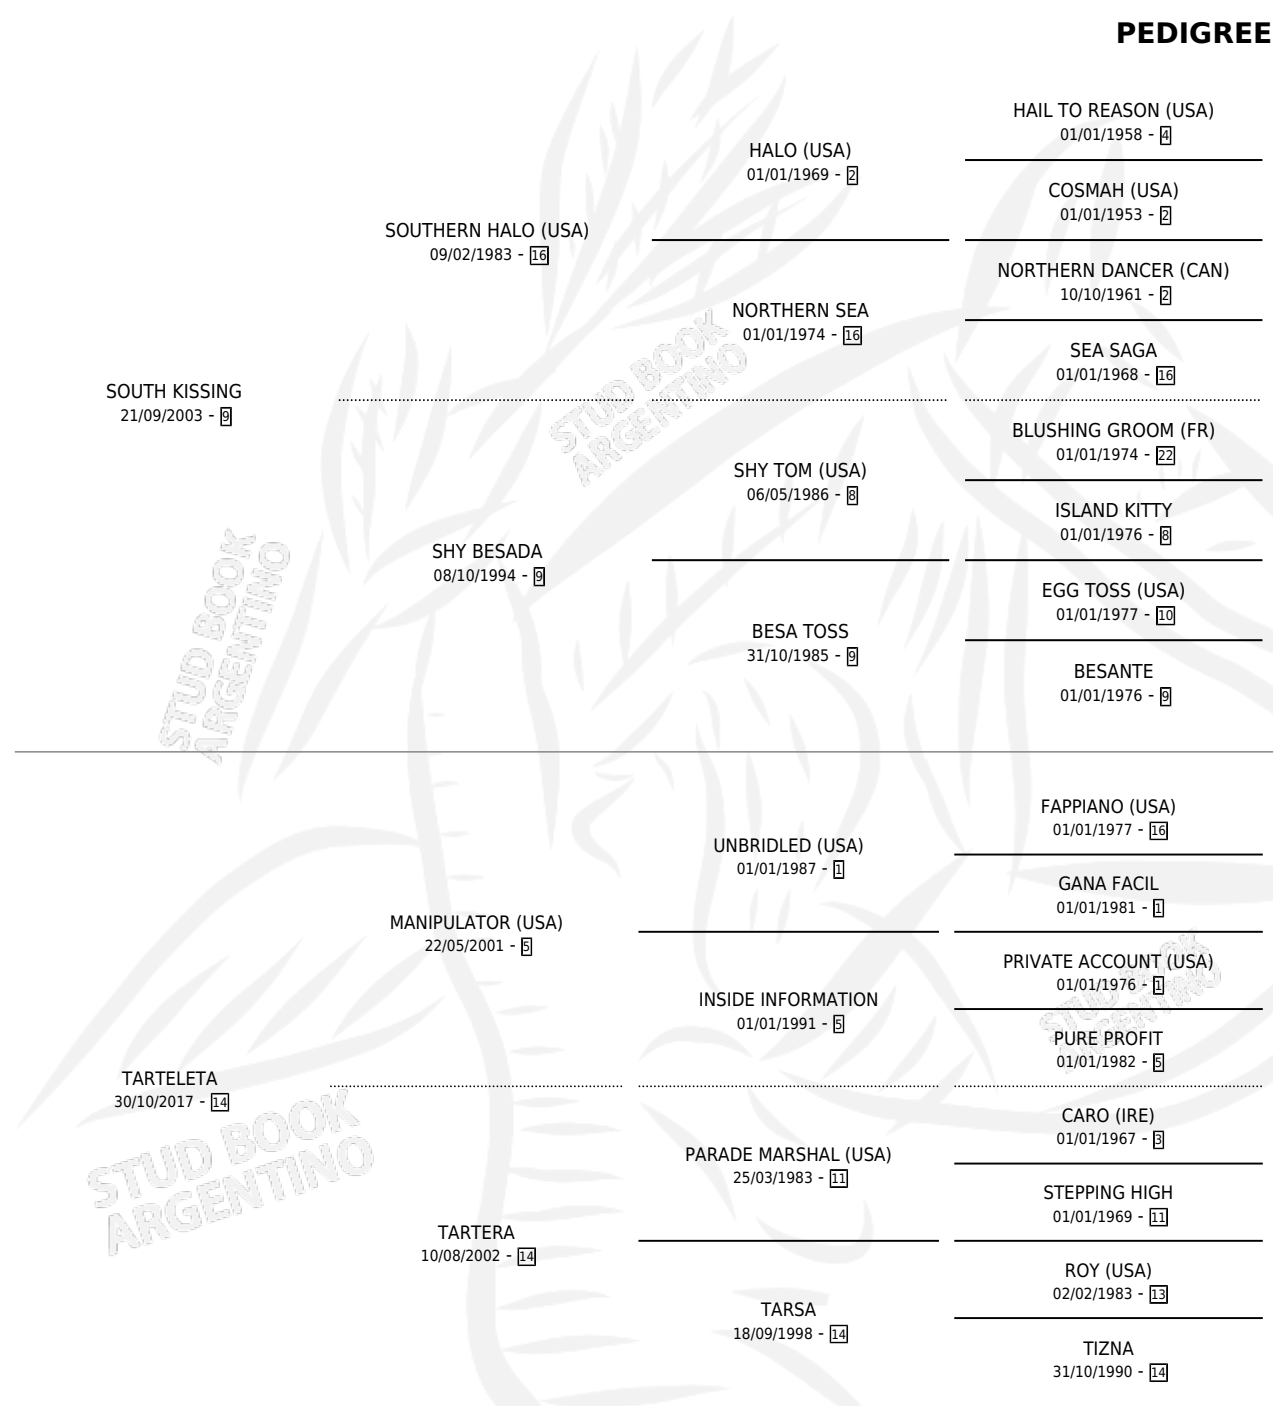 PEDIGREE
HAIL TO REASON (USA)
01/01/1958 - 4
HALO (USA)
01/01/1969 - 2
COSMAH (USA)
01/01/1953 - 2
SOUTHERN HALO (USA)
09/02/1983 - 16
NORTHERN DANCER (CAN)
10/10/1961 - 2
NORTHERN SEA
01/01/1974 - 16
SEA SAGA
01/01/1968 - 16
SOUTH KISSING
21/09/2003 - 9
STUD BOOK
ARGENTINO
BLUSHING GROOM (FR)
01/01/1974 - 22
SHY TOM (USA)
06/05/1986 - 8
ISLAND KITTY
01/01/1976 - 8
SHY BESADA
08/10/1994 - 9
EGG TOSS (USA)
01/01/1977 - 10
BESA TOSS
31/10/1985 - 9
BESANTE
01/01/1976 - 9
STUD BOOK
ARGENTINO
FAPPIANO (USA)
01/01/1977 - 16
UNBRIDLED (USA)
01/01/1987 - 1
GANA FACIL
01/01/1981 - 1
MANIPULATOR (USA)
22/05/2001 - 5
PRIVATE ACCOUNT (USA)
01/01/1976 - 1
INSIDE INFORMATION
01/01/1991 - 5
STUD BOOK
ARGENTINO
PURE PROFIT
01/01/1982 - 5
TARTELETA
30/10/2017 - 14
CARO (IRE)
01/01/1967 - 3
PARADE MARSHAL (USA)
25/03/1983 - 11
STUD BOOK
ARGENTINO
STEPPING HIGH
01/01/1969 - 11
TARTERA
10/08/2002 - 14
ROY (USA)
02/02/1983 - 13
TARSA
18/09/1998 - 14
TIZNA
31/10/1990 - 14